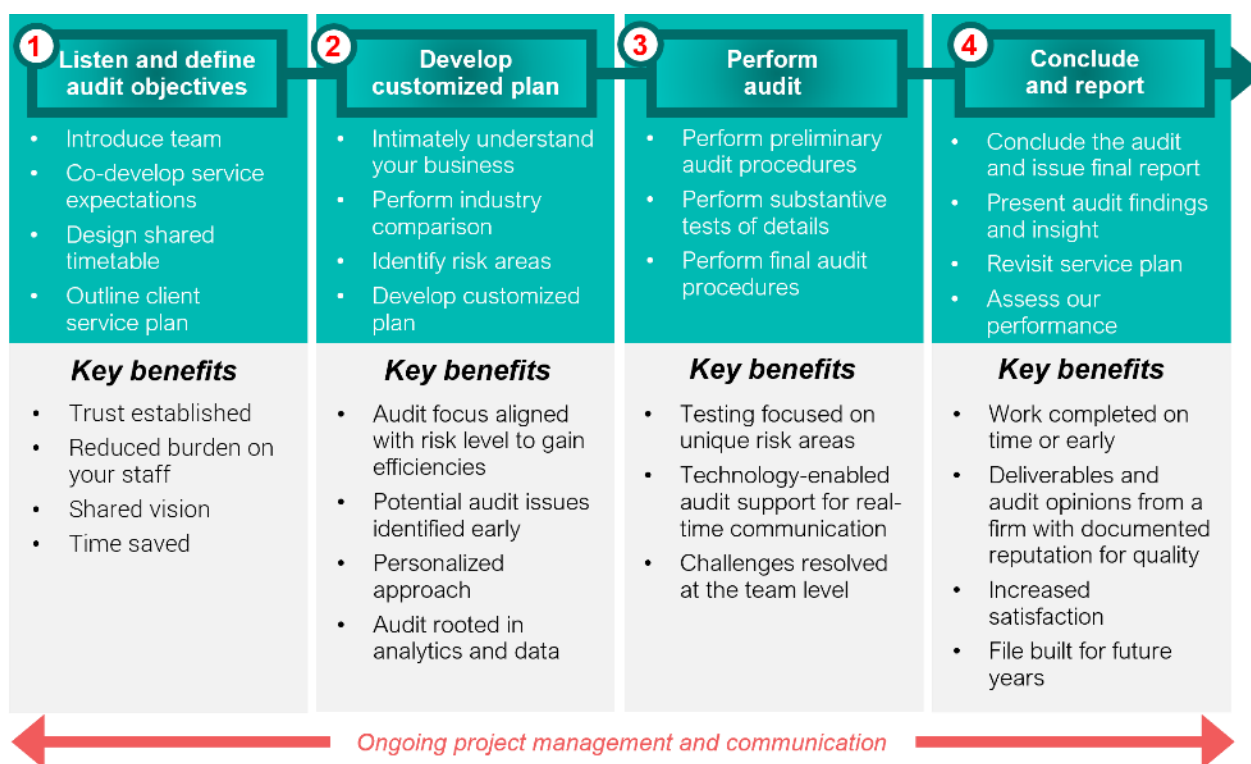 1
Listen and define
audit objectives
• Introduce team
• Co-develop service
expectations
• Design shared
timetable
• Outline client
service plan
Key benefits
• Trust established
• Reduced burden on
your staff
• Shared vision
• Time saved
2
Develop
customized plan
• Intimately understand
your business
• Perform industry
comparison
• Identify risk areas
• Develop customized
plan
Key benefits
• Audit focus aligned
with risk level to gain
efficiencies
• Potential audit issues
identified early
• Personalized
approach
• Audit rooted in
analytics and data
3
Perform
audit
• Perform preliminary
audit procedures
• Perform substantive
tests of details
• Perform final audit
procedures
Key benefits
• Testing focused on
unique risk areas
• Technology-enabled
audit support for real-
time communication
• Challenges resolved
at the team level
4
Conclude
and report
• Conclude the audit
and issue final report
• Present audit findings
and insight
• Revisit service plan
• Assess our
performance
Key benefits
• Work completed on
time or early
• Deliverables and
audit opinions from a
firm with documented
reputation for quality
• Increased
satisfaction
• File built for future
years
Ongoing project management and communication